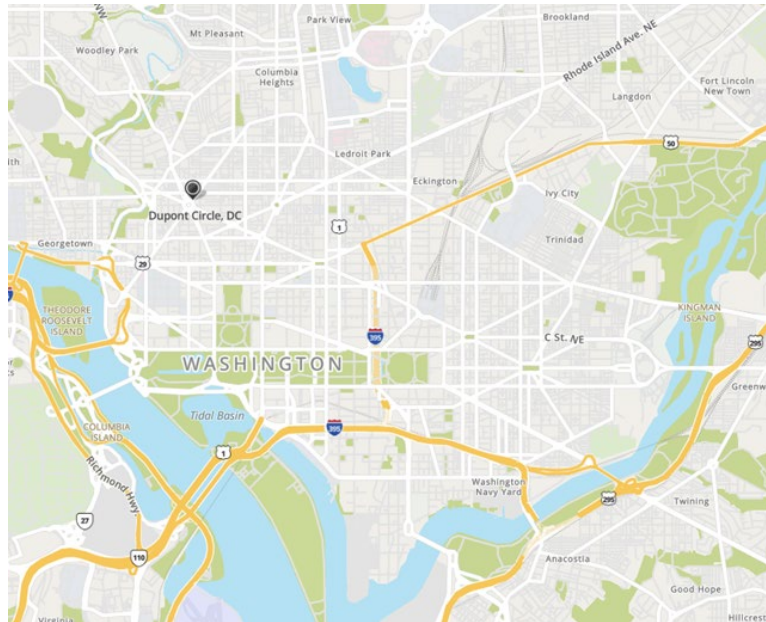 Park View
Brookland
Mt Pleasant
Woodley Park
Rhode Island Ave. NE
Columbia
Heights
Fort Lincoln
New Town
Langdon
50
Ledroit Park
Eckington
Ivy City
Dupont Circle, DC
1
Trinidad
Georgetown
29
THEODORE
ROOSEVELT
ISLAND
KINGMAN
ISLAND
395
C St. NE
295
WASHINGTON
Greenw
Tidal Basin
COLUMBIA
ISLAND
395
1
Richmond Hwy.
Washington
Navy Yard
295
Twining
27
110
Anacostia
Good Hope
Virginia
Hillcrest